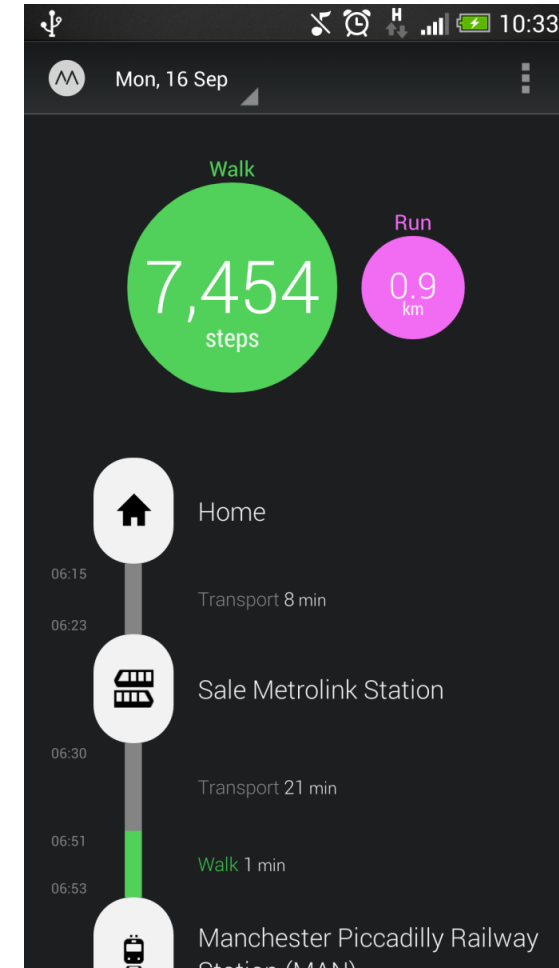 H
10:33
Mon, 16 Sep
Walk
Run
7,454
steps
0.9
km
Home
06:15
Transport 8 min
06:23
Sale Metrolink Station
06:30
Transport 21 min
06:51
Walk 1 min
06:53
Manchester Piccadilly Railway
Station (MAN)